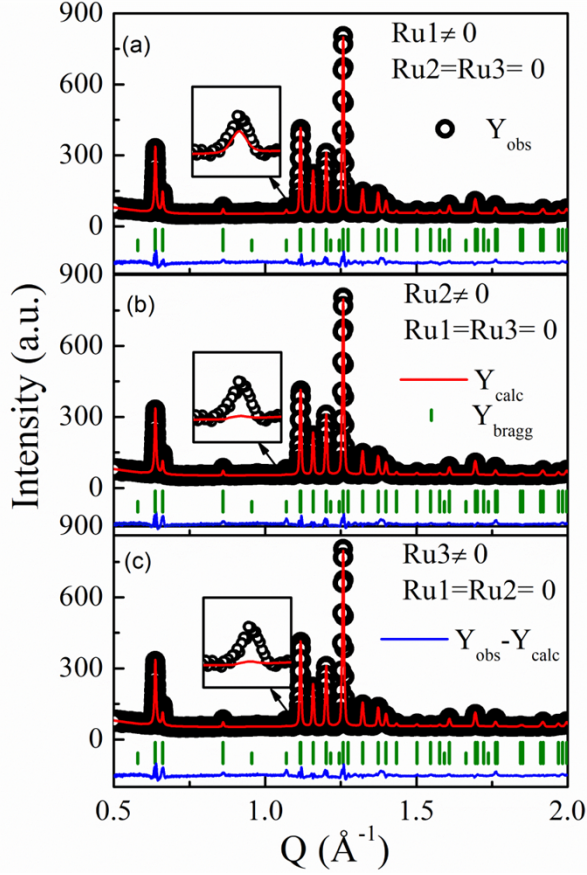 900
(a)
Ru1≠ 0
Ru2=Ru3= 0
600
Y_obs
300
0
900
(b)
Ru2≠ 0
Ru1=Ru3= 0
600
Y_calc
300
Y_bragg
0
900
(c)
Ru3≠ 0
Ru1=Ru2= 0
600
Y_obs-Y_calc
300
0
Intensity (a.u.)
0.5 1.0 1.5 2.0
Q (Å⁻¹)